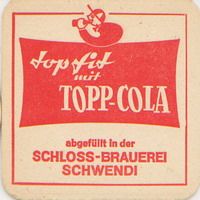 topfit
mit
TOPP-COLA
abgefüllt in der
SCHLOSS-BRAUEREI
SCHWENDI